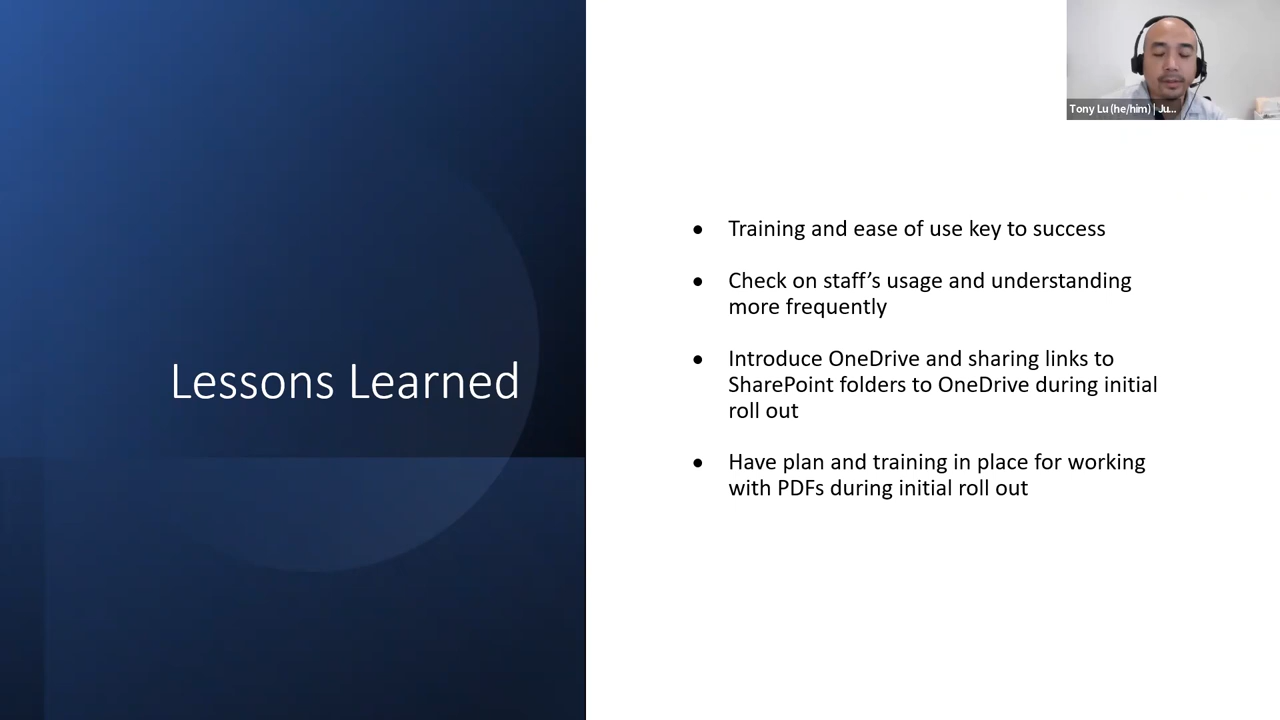 Tony Lu (he/him) | Ju...
Lessons Learned
● Training and ease of use key to success
● Check on staff’s usage and understanding
more frequently
● Introduce OneDrive and sharing links to
SharePoint folders to OneDrive during initial
roll out
● Have plan and training in place for working
with PDFs during initial roll out